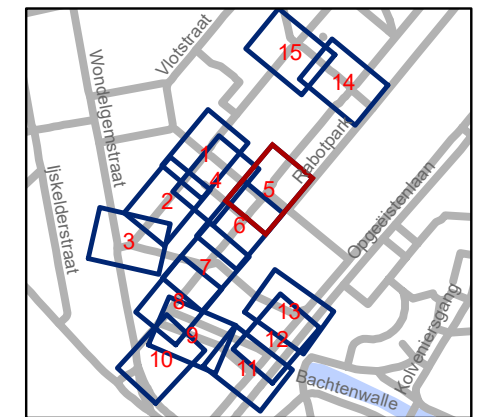 Vlotstraat
15
14
Wondelgemstraat
Rabotpark
1
4
5
Ijskelderstraat
2
6
3
Opgeëistenlaan
7
8
13
9
12
10
11
Kolveniersgang
Bachtenwalle